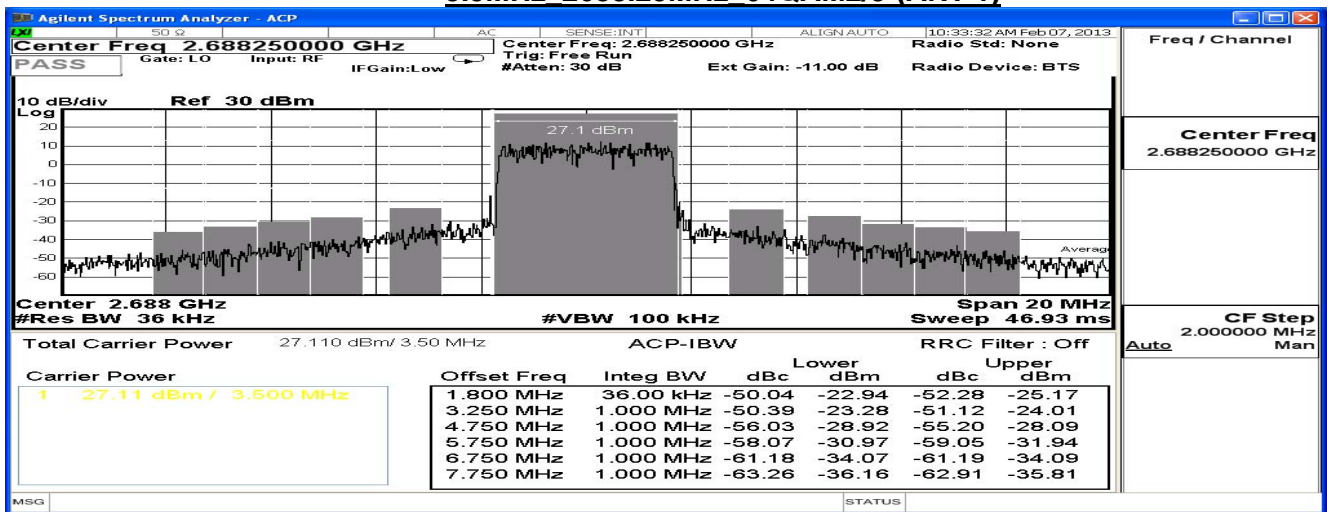 Agilent Spectrum Analyzer - ACP
LXI 50 Ω AC SENSE:INT ALIGN AUTO 10:33:32 AM Feb 07, 2013
Center Freq 2.688250000 GHz
Center Freq: 2.688250000 GHz
Radio Std: None
PASS
Gate: LO Input: RF
IFGain:Low
Trig: Free Run
#Atten: 30 dB
Ext Gain: -11.00 dB
Radio Device: BTS
10 dB/div Ref 30 dBm
Log
20
10
0
-10
-20
-30
-40
-50
-60
27.1 dBm
Averag
Center 2.688 GHz Span 20 MHz
#Res BW 36 kHz #VBW 100 kHz Sweep 46.93 ms
Total Carrier Power 27.110 dBm/ 3.50 MHz ACP-IBW RRC Filter : Off
Lower Upper
Carrier Power
Offset Freq Integ BW dBc dBm dBc dBm
1 27.11 dBm / 3.500 MHz
1.800 MHz 36.00 kHz -50.04 -22.94 -52.28 -25.17
3.250 MHz 1.000 MHz -50.39 -23.28 -51.12 -24.01
4.750 MHz 1.000 MHz -56.03 -28.92 -55.20 -28.09
5.750 MHz 1.000 MHz -58.07 -30.97 -59.05 -31.94
6.750 MHz 1.000 MHz -61.18 -34.07 -61.19 -34.09
7.750 MHz 1.000 MHz -63.26 -36.16 -62.91 -35.81
MSG STATUS
Freq / Channel
Center Freq
2.688250000 GHz
CF Step
2.000000 MHz
Auto Man